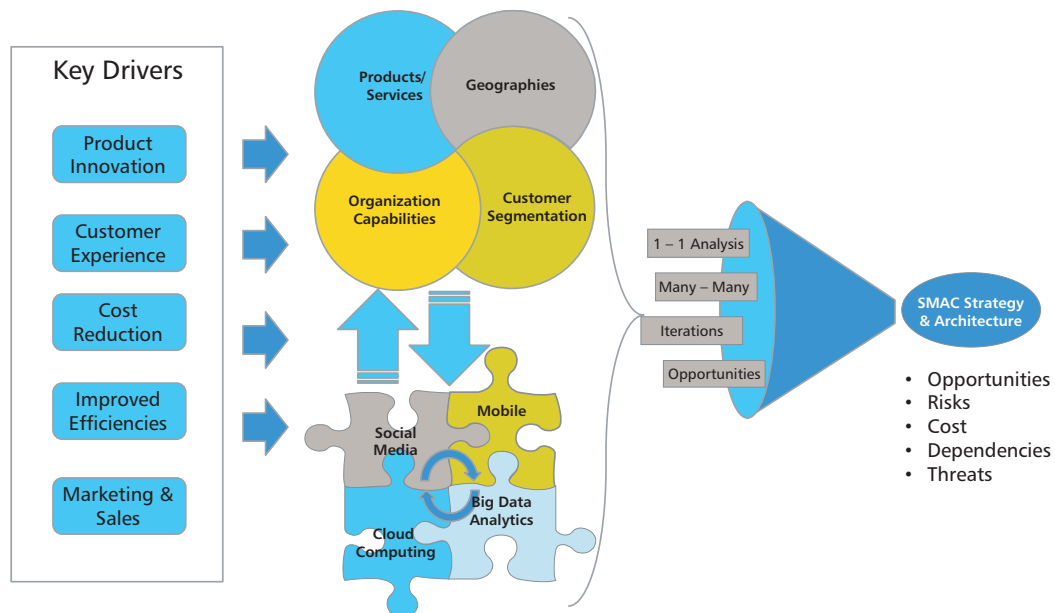 Key Drivers
Product
Innovation
Customer
Experience
Cost
Reduction
Improved
Efficiencies
Marketing &
Sales
Products/
Services
Geographies
Organization
Capabilities
Customer
Segmentation
Social
Media
Mobile
Cloud
Computing
Big Data
Analytics
1 – 1 Analysis
Many – Many
Iterations
Opportunities
SMAC Strategy
& Architecture
• Opportunities
• Risks
• Cost
• Dependencies
• Threats